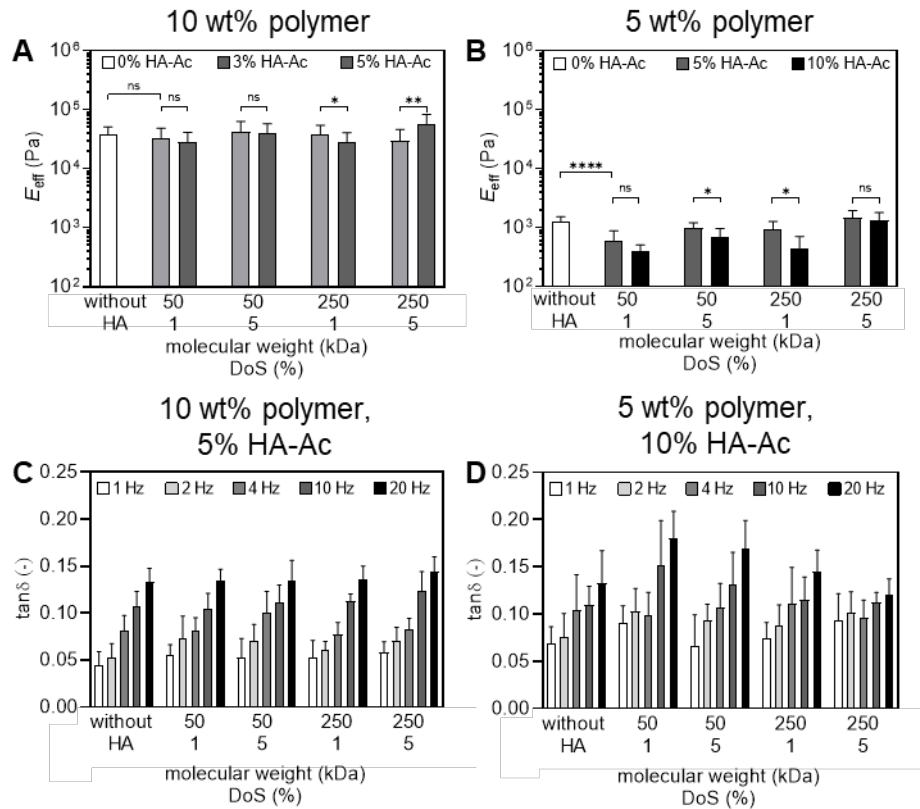 10 wt% polymer
A
10⁶
10⁵
10⁴
10³
10²
E_eff (Pa)
0% HA-Ac 3% HA-Ac 5% HA-Ac
ns
ns
ns
*
**
without 50 50 250 250
HA 1 5 1 5
molecular weight (kDa)
DoS (%)
5 wt% polymer
B
10⁶
10⁵
10⁴
10³
10²
E_eff (Pa)
0% HA-Ac 5% HA-Ac 10% HA-Ac
****
ns
*
*
ns
without 50 50 250 250
HA 1 5 1 5
molecular weight (kDa)
DoS (%)
10 wt% polymer,
5% HA-Ac
C
0.25
0.20
0.15
0.10
0.05
0.00
tanδ (-)
1 Hz 2 Hz 4 Hz 10 Hz 20 Hz
without 50 50 250 250
HA 1 5 1 5
molecular weight (kDa)
DoS (%)
5 wt% polymer,
10% HA-Ac
D
0.25
0.20
0.15
0.10
0.05
0.00
tanδ (-)
1 Hz 2 Hz 4 Hz 10 Hz 20 Hz
without 50 50 250 250
HA 1 5 1 5
molecular weight (kDa)
DoS (%)